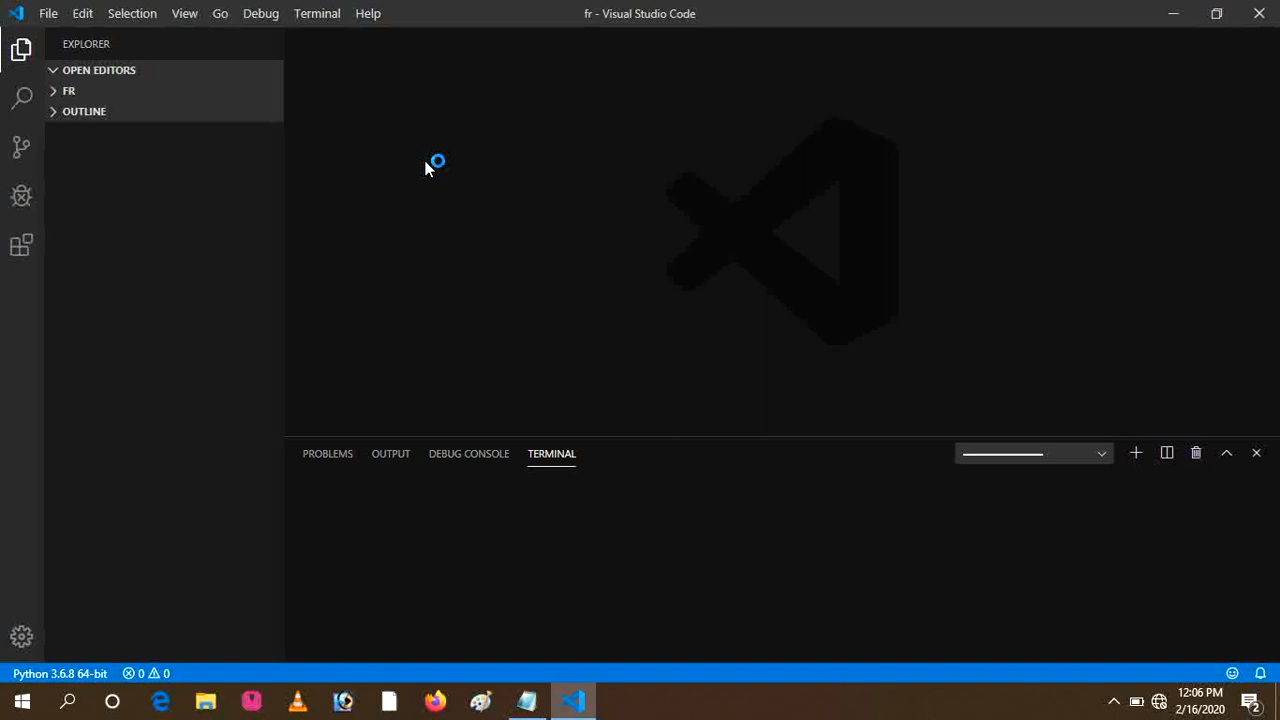 File Edit Selection View Go Debug Terminal Help fr - Visual Studio Code
EXPLORER
OPEN EDITORS
FR
OUTLINE
PROBLEMS OUTPUT DEBUG CONSOLE TERMINAL
Python 3.6.8 64-bit 0 0
12:06 PM
2/16/2020
2